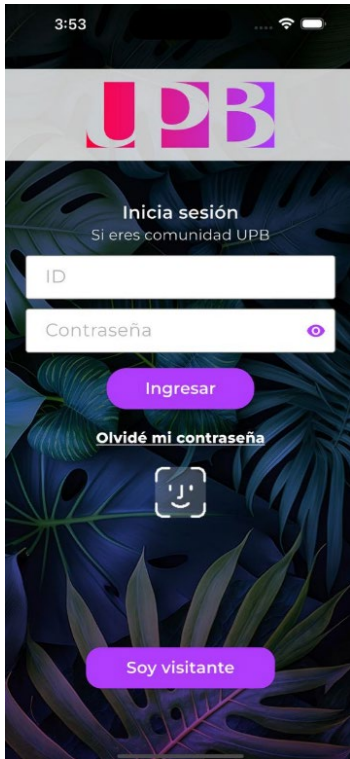 3:53
UPB
Inicia sesión
Si eres comunidad UPB
ID
Contraseña
Ingresar
Olvidé mi contraseña
Soy visitante